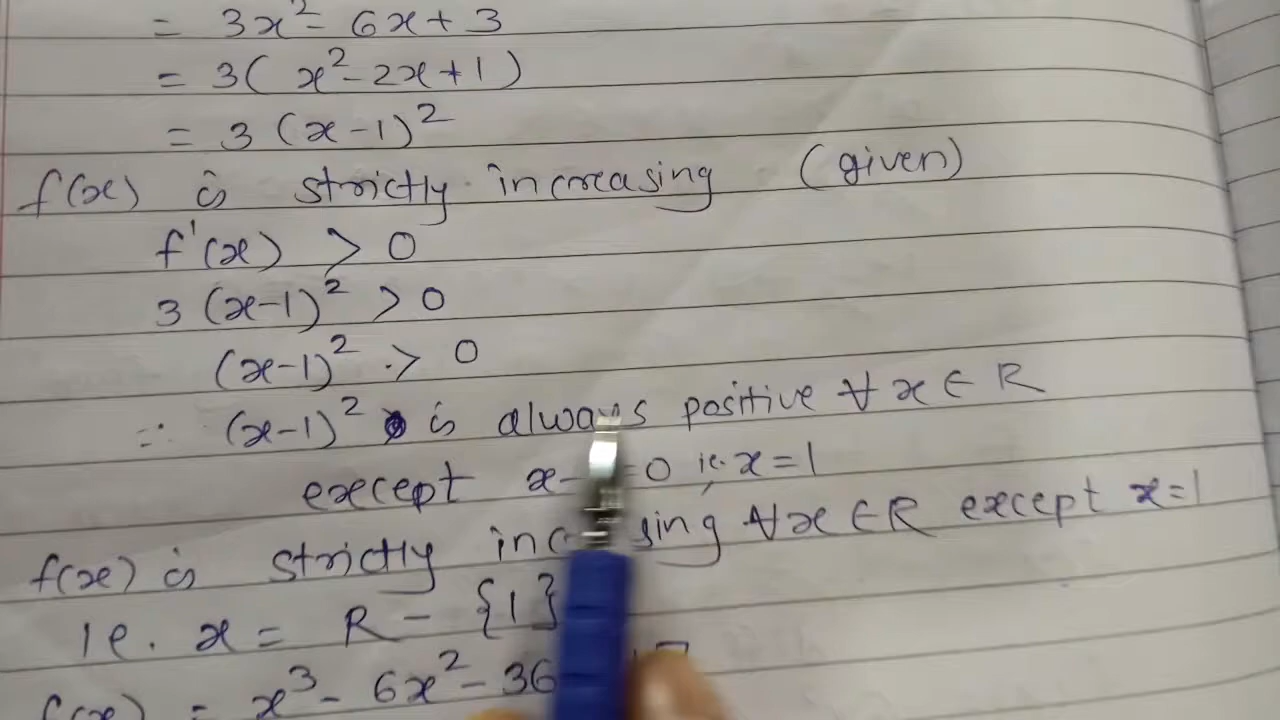 = 3x² - 6x + 3
= 3( x² - 2x + 1 )
= 3 (x - 1)²
f(x) is strictly increasing (given)
f'(x) > 0
3 (x-1)² > 0
(x-1)² > 0
∴ (x-1)² is always positive ∀ x ∈ R
except x- =0 i.e. x = 1
f(x) is strictly ∀ x ∈ R except x=1
ie. x = R - {1}
f(x) = x³ - 6x² - 36